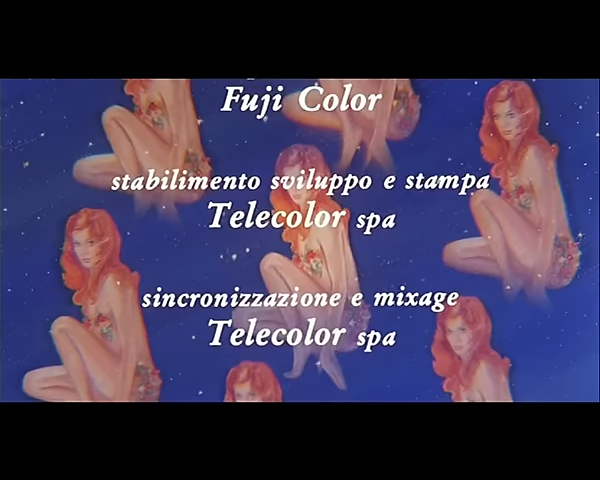 Fuji Color
stabilimento sviluppo e stampa
Telecolor spa
sincronizzazione e mixage
Telecolor spa